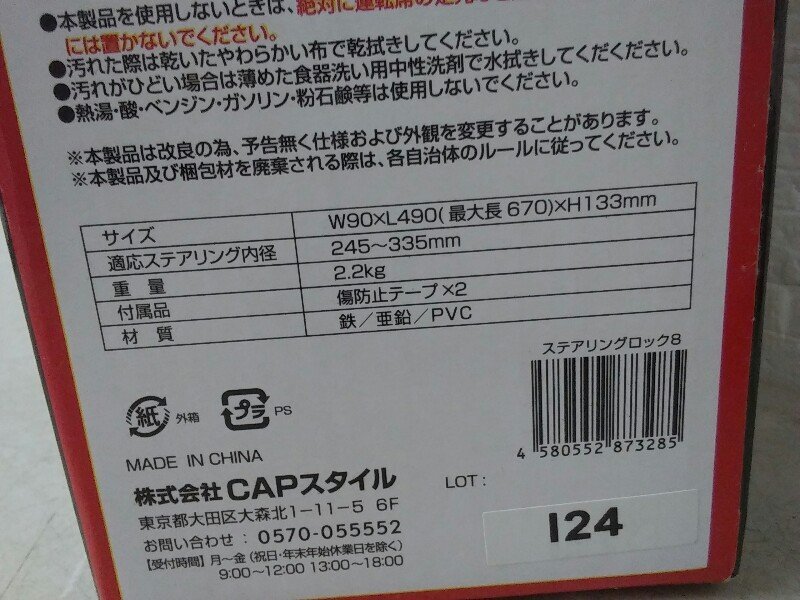 ●本製品を使用しないときは、絶対に運転席の足元
には置かないでください。
●汚れた際は乾いたやわらかい布で乾拭きしてください。
●汚れがひどい場合は薄めた食器洗い用中性洗剤で水拭きしてくだください。
●熱湯・酸・ベンジン・ガソリン・粉石鹸等は使用しないでください。
※本製品は改良の為、予告無く仕様および外観を変更することがあります。
※本製品及び梱包材を廃棄される際は、各自治体のルールに従ってください。
サイズ W90×L490(最大長670)×H133mm
適応ステアリング内径 245～335mm
重量 2.2kg
付属品 傷防止テープ×2
材質 鉄／亜鉛／PVC
ステアリングロック8
4 580552 873285
紙 外箱 プラ PS
MADE IN CHINA
株式会社CAPスタイル
LOT:
東京都大田区大森北1-11-5 6F
I24
お問い合わせ：0570-055552
【受付時間】月～金（祝日・年末年始休業日を除く）
9:00～12:00 13:00～18:00